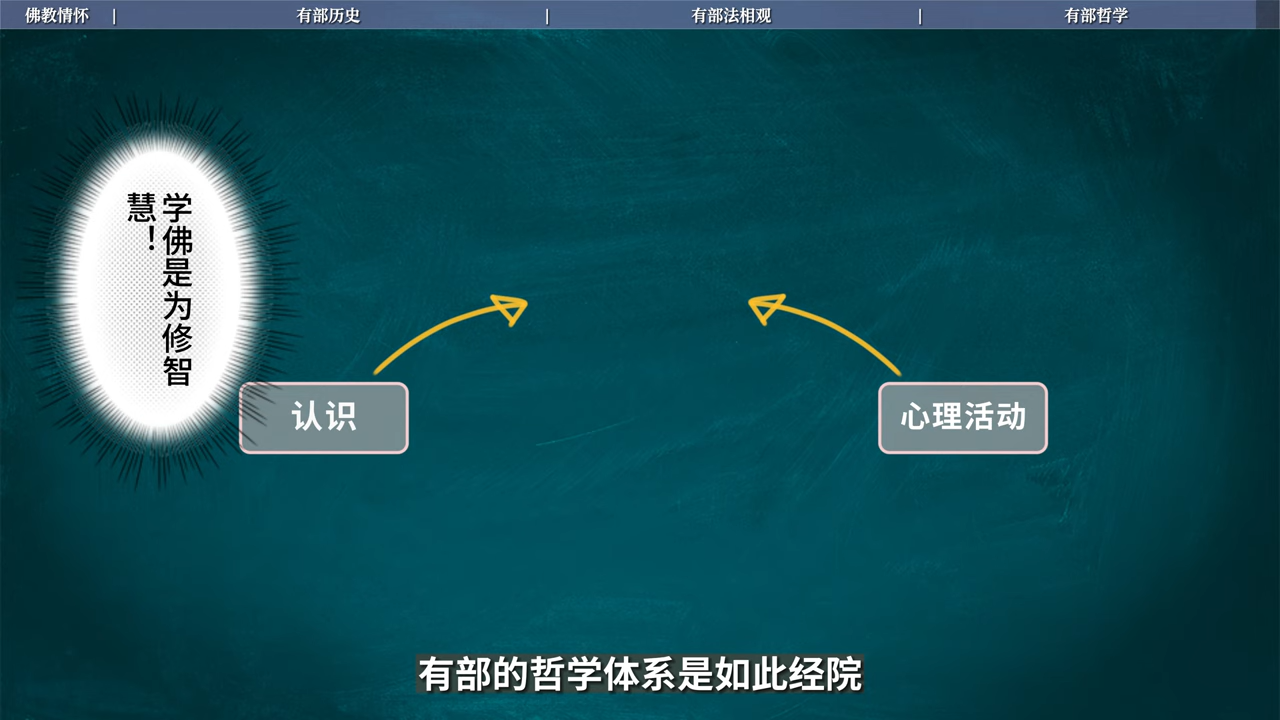 佛教情怀 | 有部历史 | 有部法相观 | 有部哲学
学佛是为修智
慧！
认识
心理活动
有部的哲学体系是如此经院